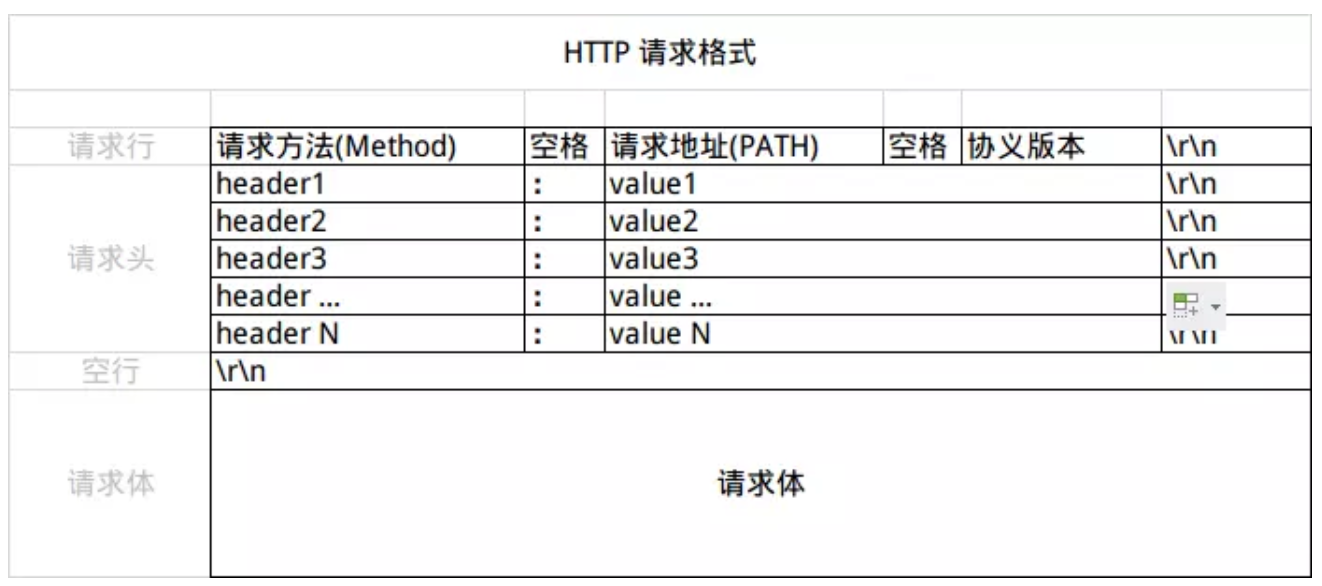 HTTP 请求格式
请求行 请求方法(Method) 空格 请求地址(PATH) 空格 协议版本 \r\n
header1 : value1 \r\n
header2 : value2 \r\n
请求头 header3 : value3 \r\n
header ... : value ...
header N : value N \r\n
空行 \r\n
请求体 请求体